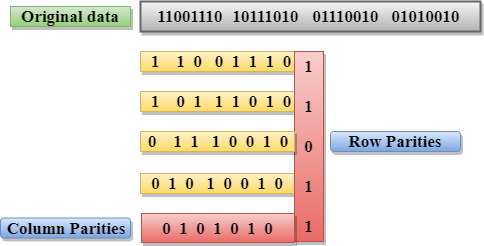 Original data 11001110 10111010 01110010 01010010
1 1 0 0 1 1 1 0 1
1 0 1 1 1 0 1 0 1
0 1 1 1 0 0 1 0 0 Row Parities
0 1 0 1 0 0 1 0 1
Column Parities 0 1 0 1 0 1 0 1